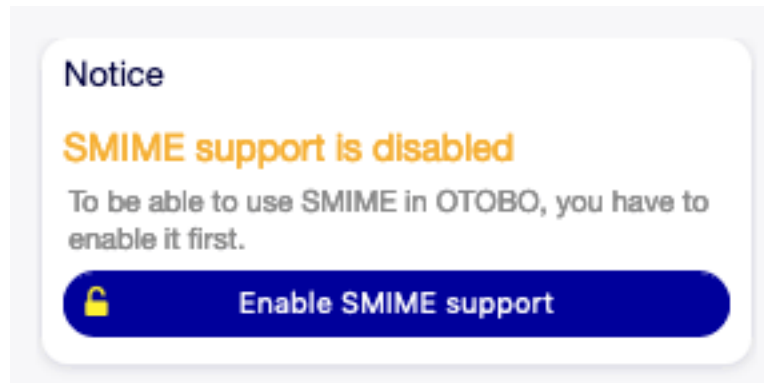 Notice
SMIME support is disabled
To be able to use SMIME in OTOBO, you have to
enable it first.
Enable SMIME support